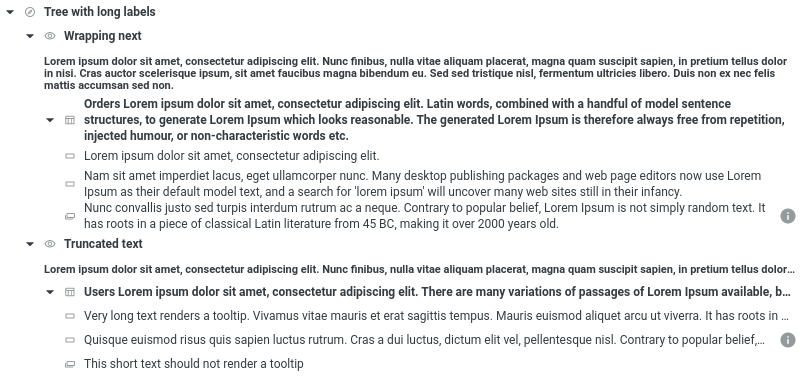 Tree with long labels
Wrapping next
Lorem ipsum dolor sit amet, consectetur adipiscing elit. Nunc finibus, nulla vitae aliquam placerat, magna quam suscipit sapien, in pretium tellus dolor
in nisi. Cras auctor scelerisque ipsum, sit amet faucibus magna bibendum eu. Sed sed tristique nisl, fermentum ultricies libero. Duis non ex nec felis
mattis accumsan sed non.
Orders Lorem ipsum dolor sit amet, consectetur adipiscing elit. Latin words, combined with a handful of model sentence
structures, to generate Lorem Ipsum which looks reasonable. The generated Lorem Ipsum is therefore always free from repetition,
injected humour, or non-characteristic words etc.
Lorem ipsum dolor sit amet, consectetur adipiscing elit.
Nam sit amet imperdiet lacus, eget ullamcorper nunc. Many desktop publishing packages and web page editors now use Lorem
Ipsum as their default model text, and a search for 'lorem ipsum' will uncover many web sites still in their infancy.
Nunc convallis justo sed turpis interdum rutrum ac a neque. Contrary to popular belief, Lorem Ipsum is not simply random text. It
has roots in a piece of classical Latin literature from 45 BC, making it over 2000 years old.
Truncated text
Lorem ipsum dolor sit amet, consectetur adipiscing elit. Nunc finibus, nulla vitae aliquam placerat, magna quam suscipit sapien, in pretium tellus dolor...
Users Lorem ipsum dolor sit amet, consectetur adipiscing elit. There are many variations of passages of Lorem Ipsum available, b...
Very long text renders a tooltip. Vivamus vitae mauris et erat sagittis tempus. Mauris euismod aliquet arcu ut viverra. It has roots in ...
Quisque euismod risus quis sapien luctus rutrum. Cras a dui luctus, dictum elit vel, pellentesque nisl. Contrary to popular belief,...
This short text should not render a tooltip